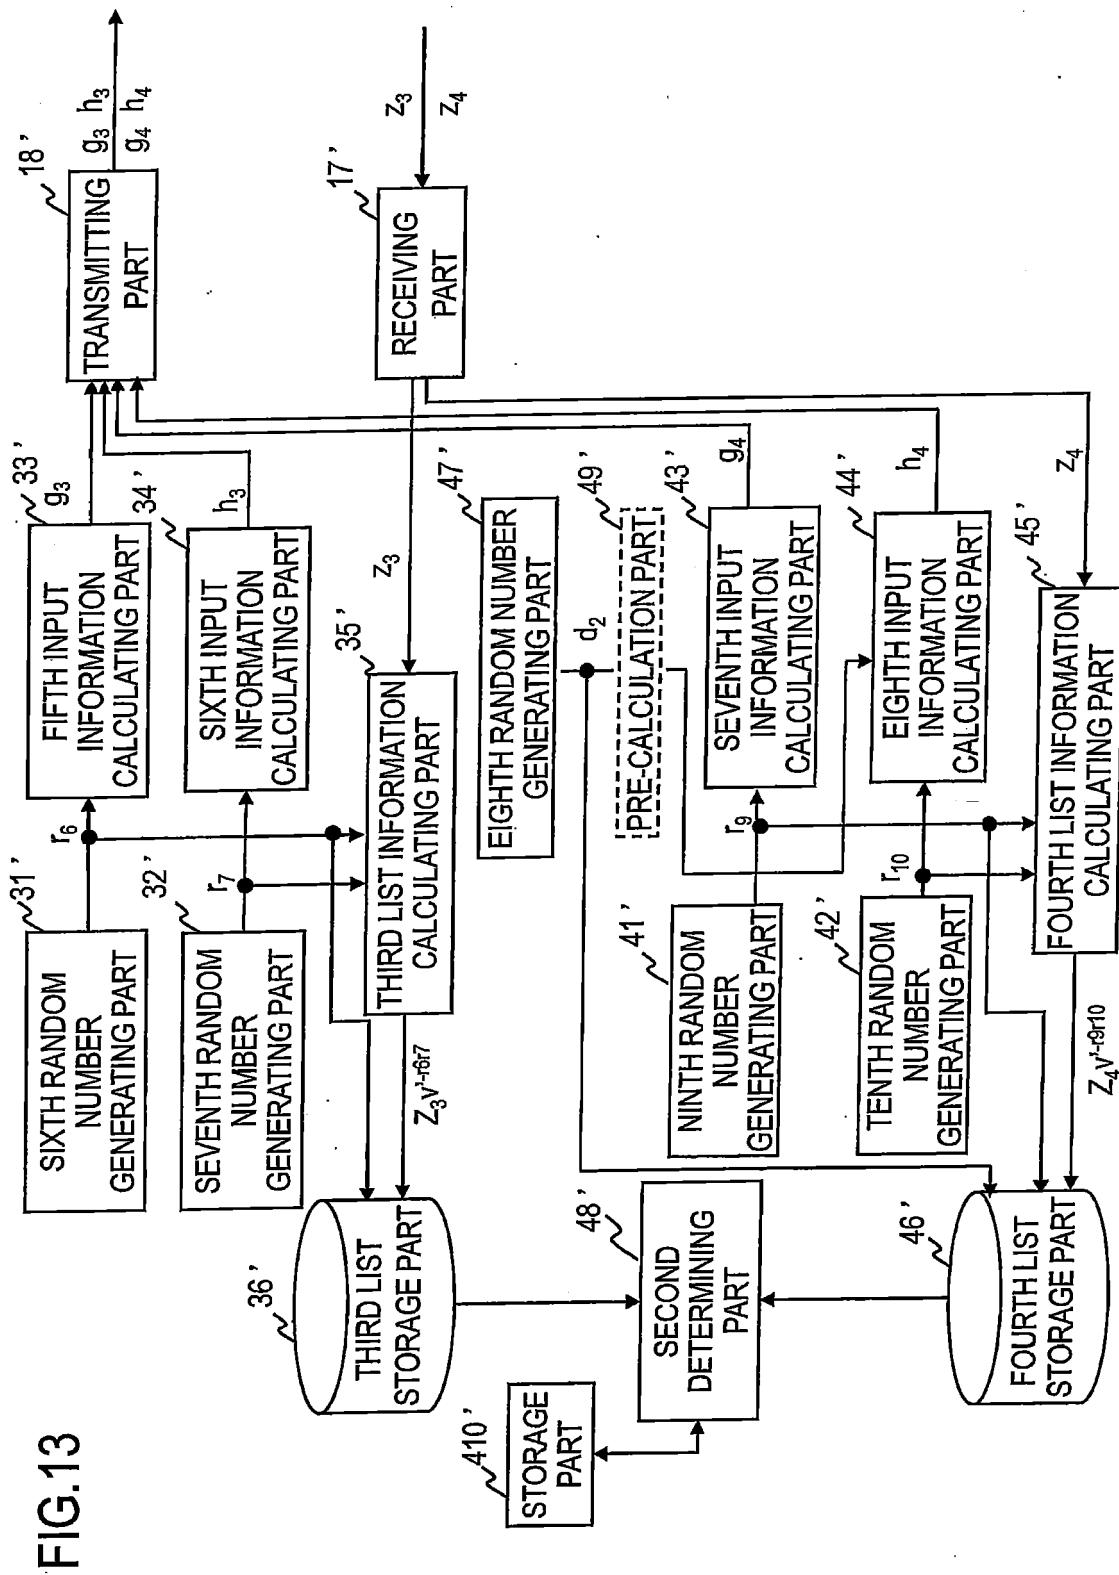 FIG.13
31'
SIXTH RANDOM
NUMBER
GENERATING PART
r6
33'
FIFTH INPUT
INFORMATION
CALCULATING PART
g3
18'
TRANSMITTING
PART
g3 h3
g4 h4
32'
SEVENTH RANDOM
NUMBER
GENERATING PART
r7
34'
SIXTH INPUT
INFORMATION
CALCULATING PART
h3
36'
THIRD LIST
STORAGE PART
Z3v'-r6r7
35'
THIRD LIST INFORMATION
CALCULATING PART
z3
17'
RECEIVING
PART
z3
z4
410'
STORAGE
PART
48'
SECOND
DETERMINING
PART
47'
EIGHTH RANDOM NUMBER
GENERATING PART
d2
49'
PRE-CALCULATION PART
41'
NINTH RANDOM
NUMBER
GENERATING PART
r9
43'
SEVENTH INPUT
INFORMATION
CALCULATING PART
g4
42'
TENTH RANDOM
NUMBER
GENERATING PART
r10
44'
EIGHTH INPUT
INFORMATION
CALCULATING PART
h4
46'
FOURTH LIST
STORAGE PART
Z4v'-r9r10
45'
FOURTH LIST INFORMATION
CALCULATING PART
z4